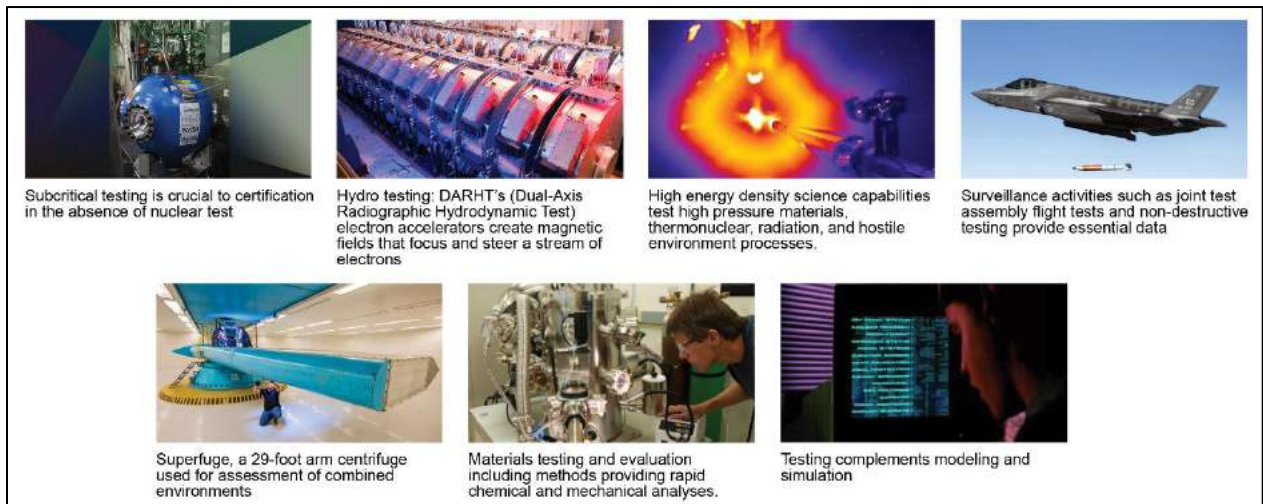 Subcritical testing is crucial to certification
in the absence of nuclear test
Hydro testing: DARHT's (Dual-Axis
Radiographic Hydrodynamic Test)
electron accelerators create magnetic
fields that focus and steer a stream of
electrons
High energy density science capabilities
test high pressure materials,
thermonuclear, radiation, and hostile
environment processes.
Surveillance activities such as joint test
assembly flight tests and non-destructive
testing provide essential data
Superfuge, a 29-foot arm centrifuge
used for assessment of combined
environments
Materials testing and evaluation
including methods providing rapid
chemical and mechanical analyses.
Testing complements modeling and
simulation